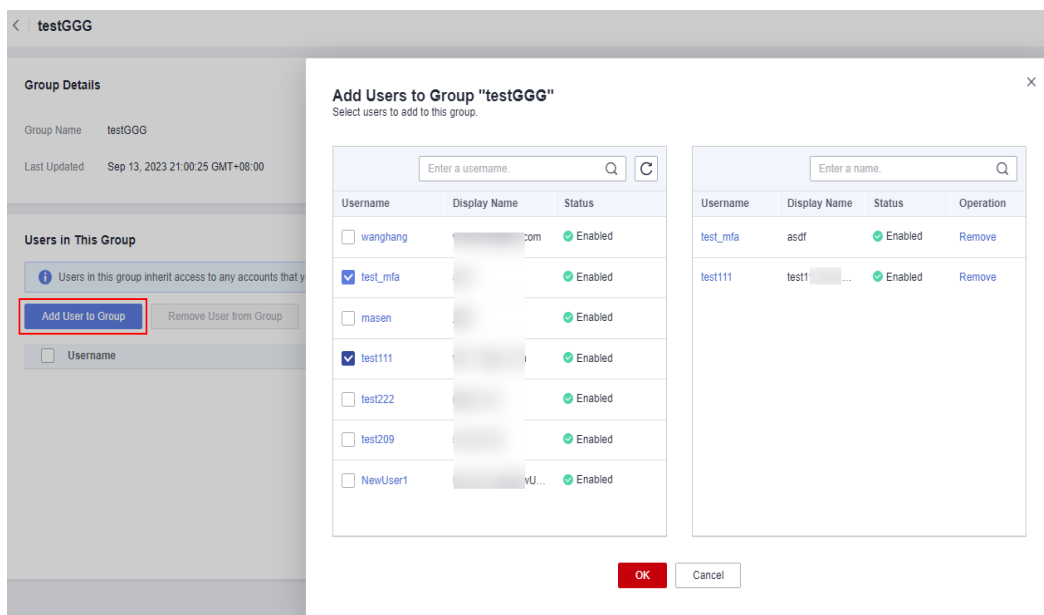 testGGG
Group Details
Group Name testGGG
Last Updated Sep 13, 2023 21:00:25 GMT+08:00
Users in This Group
Users in this group inherit access to any accounts that y
Add User to Group Remove User from Group
Username
Add Users to Group "testGGG"
Select users to add to this group.
Enter a username.
Username Display Name Status
wanghang .com Enabled
test_mfa Enabled
masen Enabled
test111 Enabled
test222 Enabled
test209 Enabled
NewUser1 vU... Enabled
Enter a name.
Username Display Name Status Operation
test_mfa asdf Enabled Remove
test111 test1 ... Enabled Remove
OK Cancel